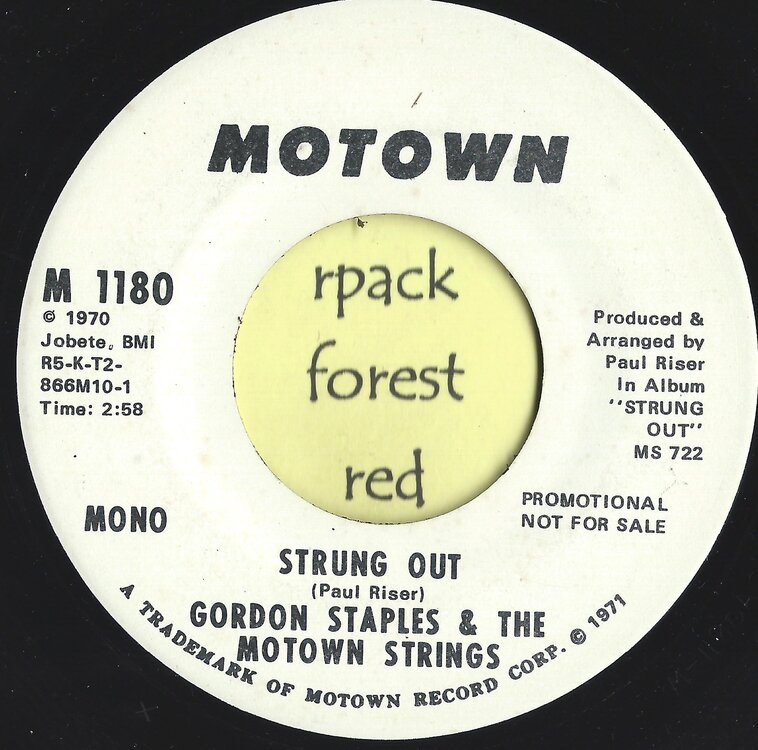 MOTOWN
M 1180
© 1970
Jobete, BMI
R5-K-T2-
866M10-1
Time: 2:58
MONO
rpack
forest
red
Produced &
Arranged by
Paul Riser
In Album
"STRUNG
OUT"
MS 722
PROMOTIONAL
NOT FOR SALE
STRUNG OUT
(Paul Riser)
GORDON STAPLES & THE
MOTOWN STRINGS
A TRADEMARK OF MOTOWN RECORD CORP. © 1971